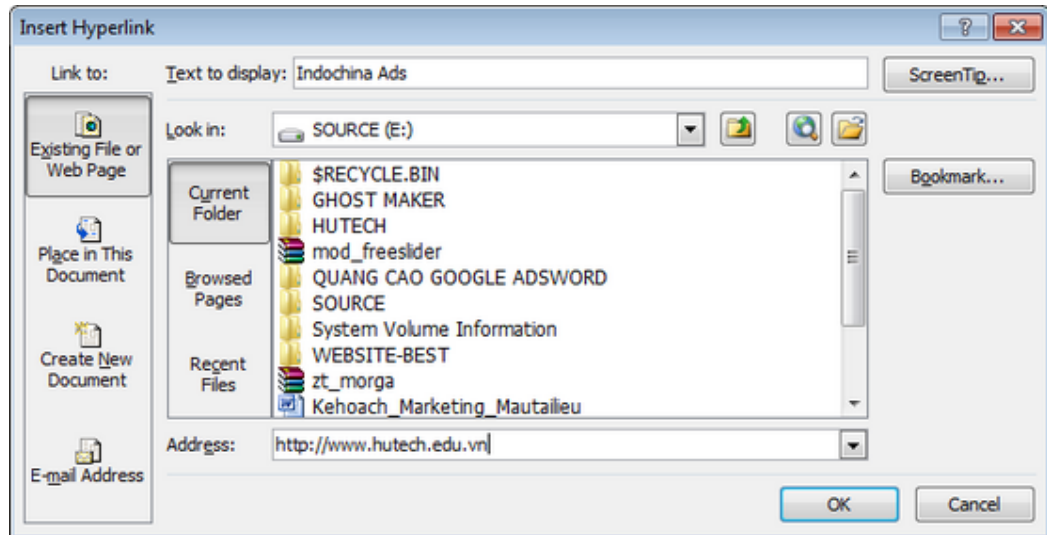 Insert Hyperlink
Link to:
Text to display: Indochina Ads
ScreenTip...
Existing File or
Web Page
Look in: SOURCE (E:)
Current
Folder
$RECYCLE.BIN
GHOST MAKER
HUTECH
mod_freeslider
QUANG CAO GOOGLE ADSWORD
SOURCE
System Volume Information
WEBSITE-BEST
zt_morga
Kehoach_Marketing_Mautailieu
Bookmark...
Place in This
Document
Browsed
Pages
Create New
Document
Recent
Files
E-mail Address
Address: http://www.hutech.edu.vn
OK
Cancel